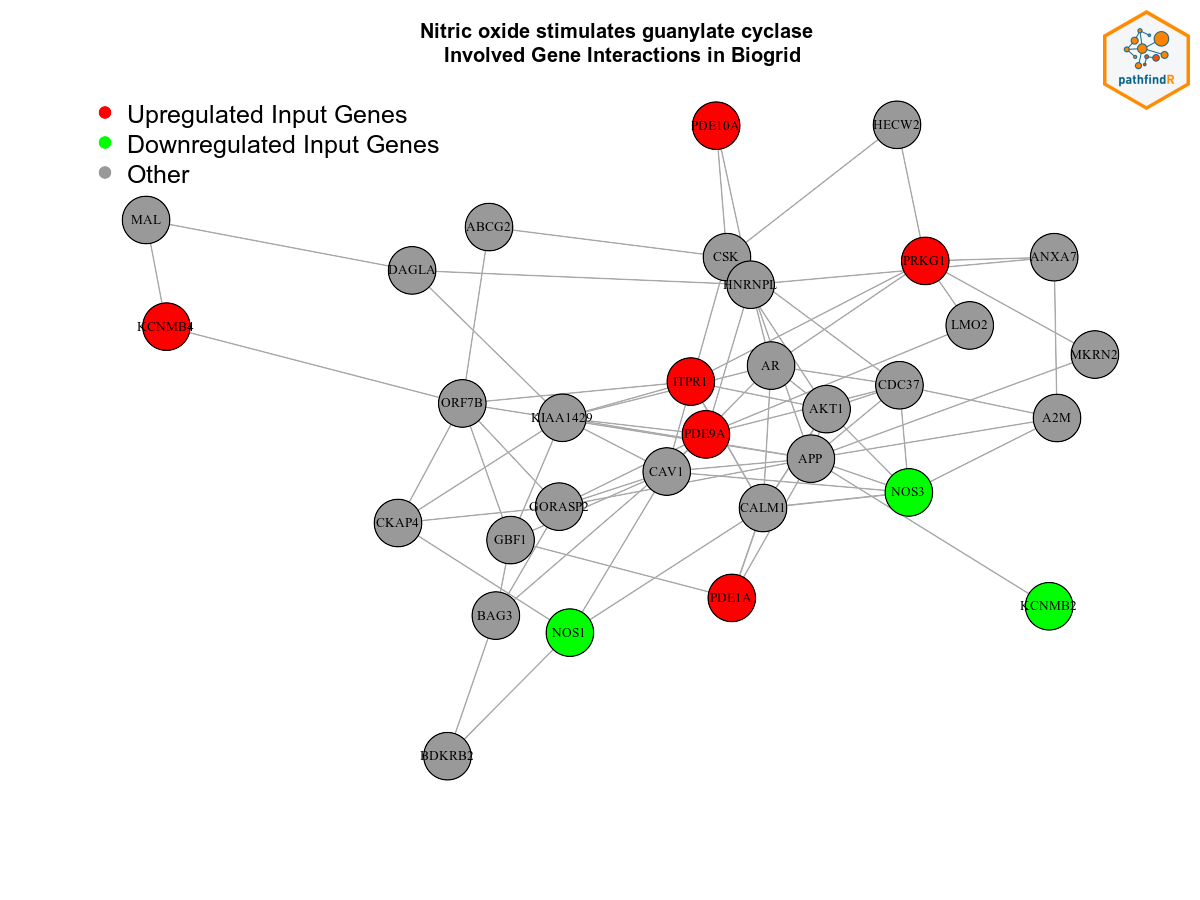 Nitric oxide stimulates guanylate cyclase
Involved Gene Interactions in Biogrid
pathfindR
Upregulated Input Genes
Downregulated Input Genes
Other
PDE10A
HECW2
MAL
ABCG2
CSK
ANXA7
PRKG1
DAGLA
HNRNPL
KCNMB4
LMO2
MKRN2
AR
ITPR1
CDC37
ORF7B
AKT1
KIAA1429
A2M
PDE9A
APP
CAV1
NOS3
GORASP2
CALM1
CKAP4
GBF1
PDE1A
KCNMB2
BAG3
NOS1
BDKRB2